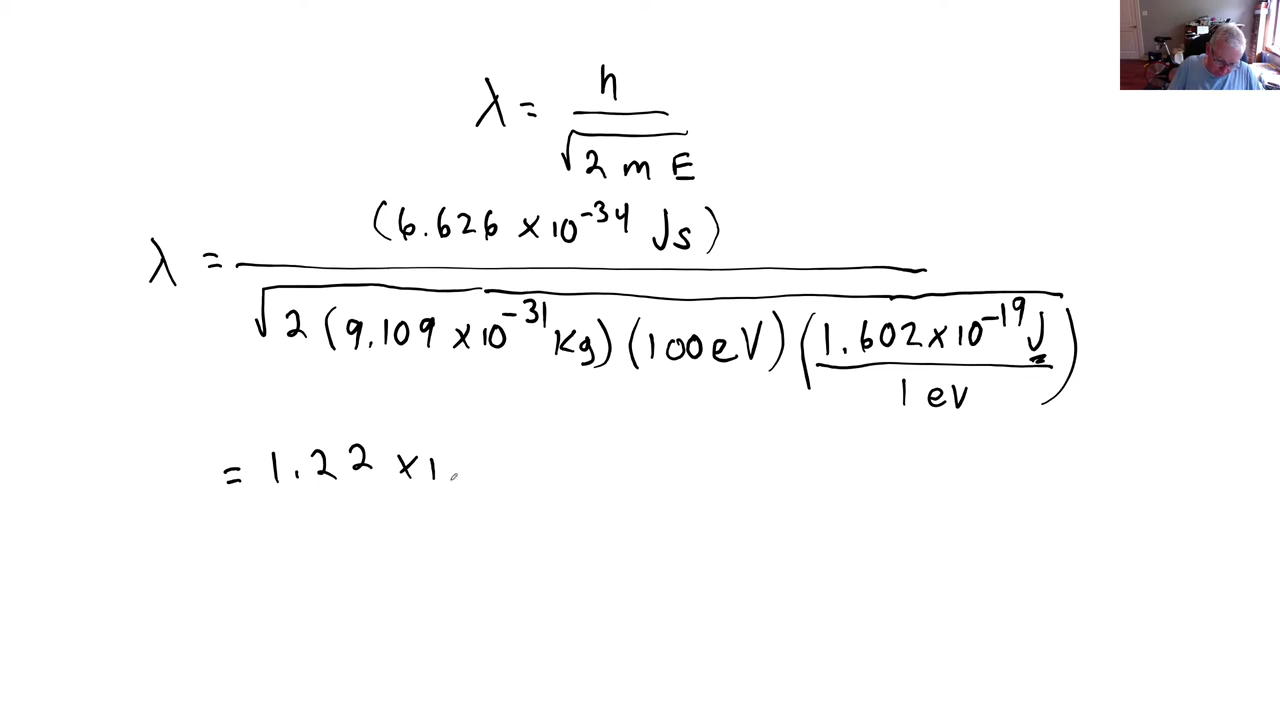 λ = h / √(2 m E)
λ = (6.626 × 10⁻³⁴ Js) / √(2 (9.109 × 10⁻³¹ Kg) (100 eV) (1.602 × 10⁻¹⁹ J / 1 eV))
= 1.22 × 1